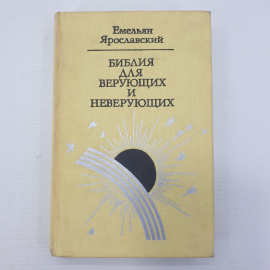 Емельян
Ярославский
БИБЛИЯ
ДЛЯ
ВЕРУЮЩИХ
И
НЕВЕРУЮЩИХ